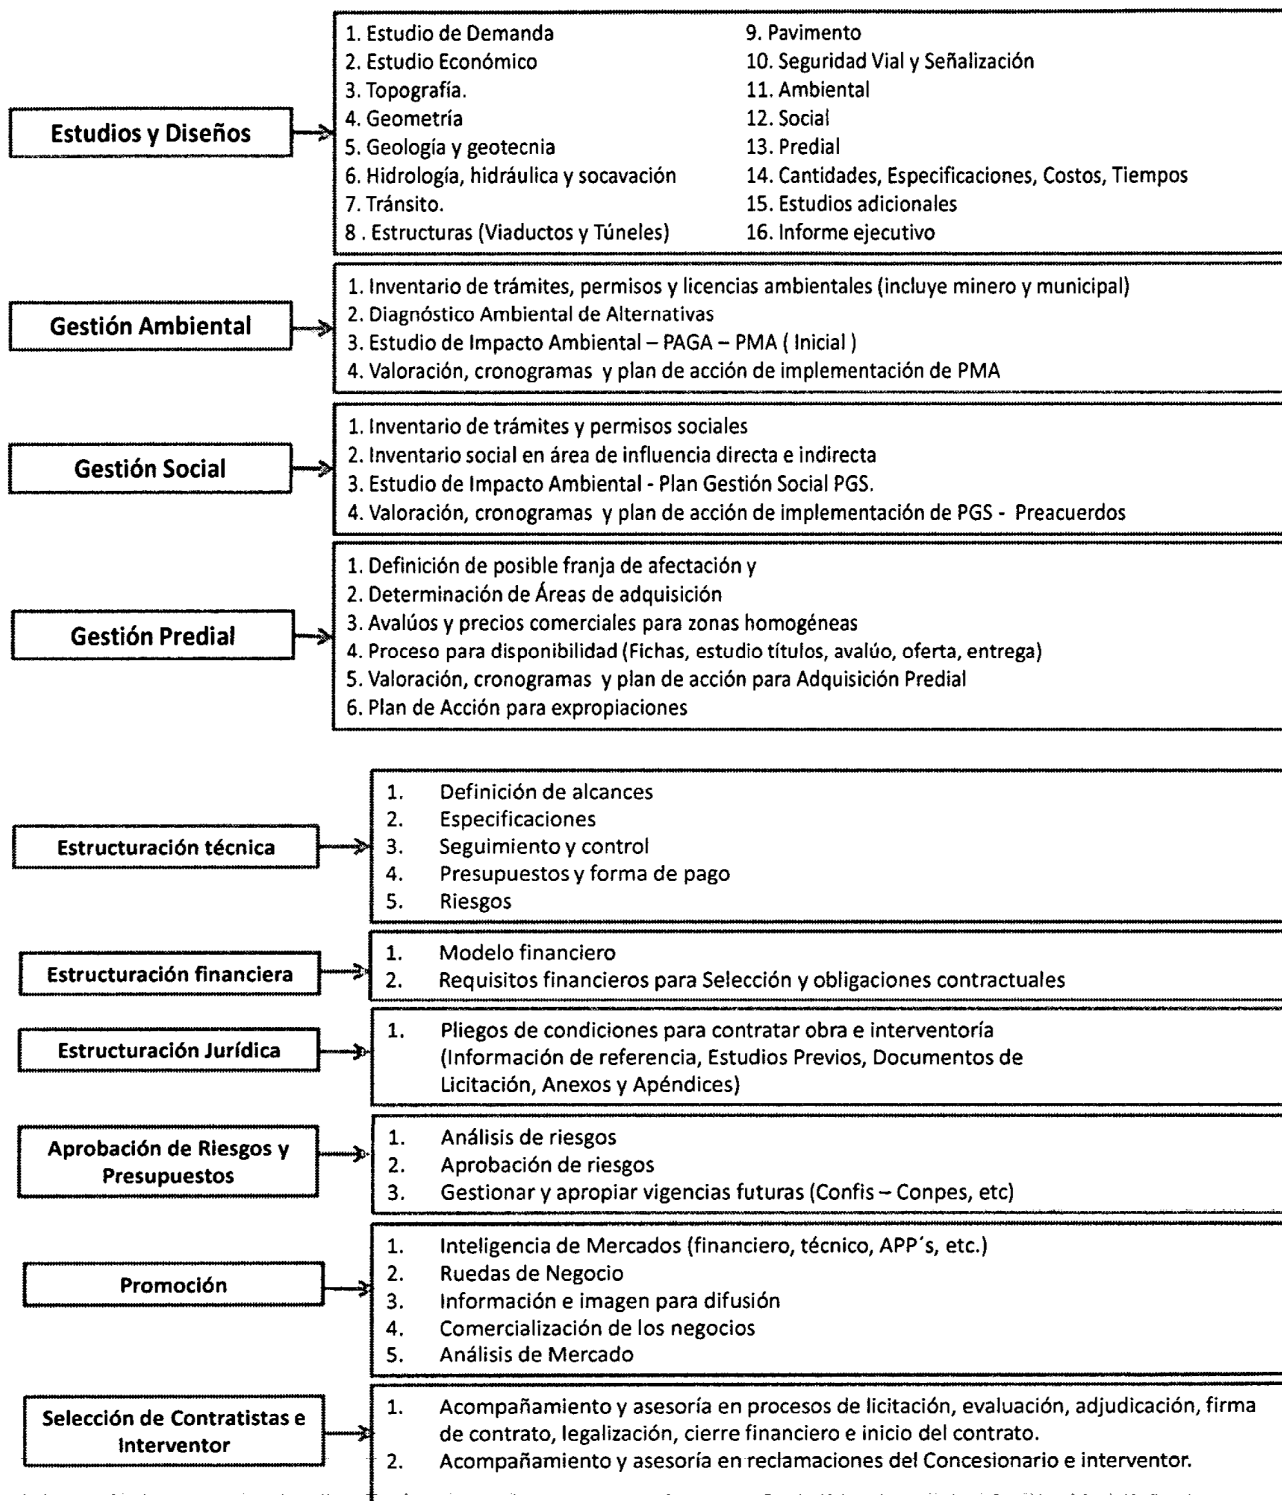 Estudios y Diseños
1. Estudio de Demanda
2. Estudio Económico
3. Topografía.
4. Geometría
5. Geología y geotecnia
6. Hidrología, hidráulica y socavación
7. Tránsito.
8 . Estructuras (Viaductos y Túneles)
9. Pavimento
10. Seguridad Vial y Señalización
11. Ambiental
12. Social
13. Predial
14. Cantidades, Especificaciones, Costos, Tiempos
15. Estudios adicionales
16. Informe ejecutivo
Gestión Ambiental
1. Inventario de trámites, permisos y licencias ambientales (incluye minero y municipal)
2. Diagnóstico Ambiental de Alternativas
3. Estudio de Impacto Ambiental – PAGA – PMA ( Inicial )
4. Valoración, cronogramas y plan de acción de implementación de PMA
Gestión Social
1. Inventario de trámites y permisos sociales
2. Inventario social en área de influencia directa e indirecta
3. Estudio de Impacto Ambiental - Plan Gestión Social PGS.
4. Valoración, cronogramas y plan de acción de implementación de PGS - Preacuerdos
Gestión Predial
1. Definición de posible franja de afectación y
2. Determinación de Áreas de adquisición
3. Avalúos y precios comerciales para zonas homogéneas
4. Proceso para disponibilidad (Fichas, estudio títulos, avalúo, oferta, entrega)
5. Valoración, cronogramas y plan de acción para Adquisición Predial
6. Plan de Acción para expropiaciones
Estructuración técnica
1. Definición de alcances
2. Especificaciones
3. Seguimiento y control
4. Presupuestos y forma de pago
5. Riesgos
Estructuración financiera
1. Modelo financiero
2. Requisitos financieros para Selección y obligaciones contractuales
Estructuración Jurídica
1. Pliegos de condiciones para contratar obra e interventoría
(Información de referencia, Estudios Previos, Documentos de
Licitación, Anexos y Apéndices)
Aprobación de Riesgos y
Presupuestos
1. Análisis de riesgos
2. Aprobación de riesgos
3. Gestionar y apropiar vigencias futuras (Confis – Conpes, etc)
Promoción
1. Inteligencia de Mercados (financiero, técnico, APP´s, etc.)
2. Ruedas de Negocio
3. Información e imagen para difusión
4. Comercialización de los negocios
5. Análisis de Mercado
Selección de Contratistas e
Interventor
1. Acompañamiento y asesoría en procesos de licitación, evaluación, adjudicación, firma
de contrato, legalización, cierre financiero e inicio del contrato.
2. Acompañamiento y asesoría en reclamaciones del Concesionario e interventor.